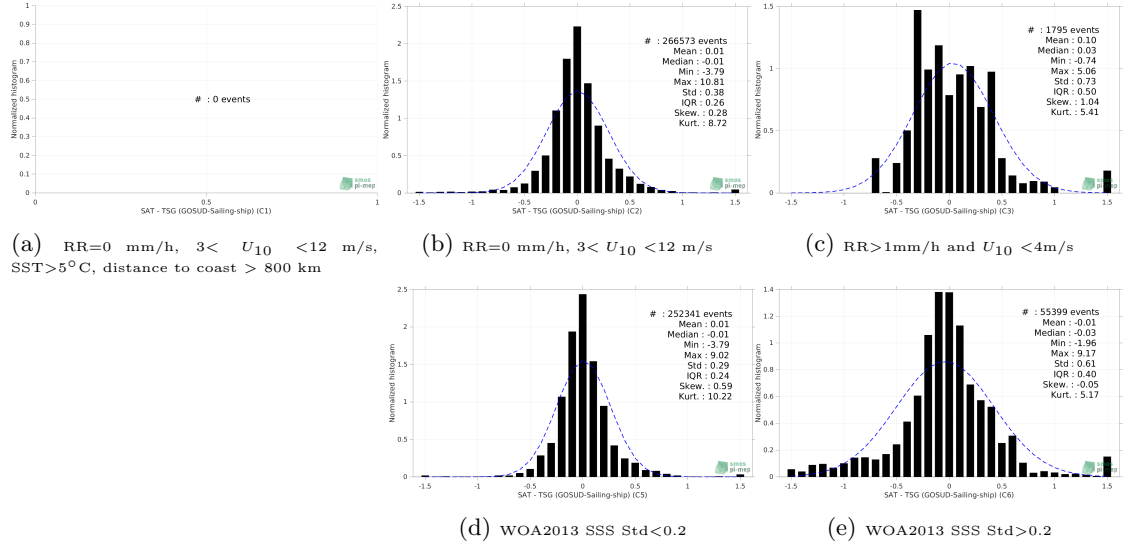 Normalized histogram
1
0.9
0.8
0.7
0.6
0.5
0.4
0.3
0.2
0.1
0
# : 0 events
smos
pi-mep
0 0.5 1
SAT - TSG (GOSUD-Sailing-ship) (C1)
(a) RR=0 mm/h, 3< U10 <12 m/s,
SST>5°C, distance to coast > 800 km
Normalized histogram
2.5
2
1.5
1
0.5
0
# : 266573 events
Mean : 0.01
Median : -0.01
Min : -3.79
Max : 10.81
Std : 0.38
IQR : 0.26
Skew. : 0.28
Kurt. : 8.72
smos
pi-mep
-1.5 -1 -0.5 0 0.5 1 1.5
SAT - TSG (GOSUD-Sailing-ship) (C2)
(b) RR=0 mm/h, 3< U10 <12 m/s
Normalized histogram
1.5
1
0.5
0
# : 1795 events
Mean : 0.10
Median : 0.03
Min : -0.74
Max : 5.06
Std : 0.73
IQR : 0.50
Skew. : 1.04
Kurt. : 5.41
smos
pi-mep
-1.5 -1 -0.5 0 0.5 1 1.5
SAT - TSG (GOSUD-Sailing-ship) (C3)
(c) RR>1mm/h and U10 <4m/s
Normalized histogram
2.5
2
1.5
1
0.5
0
# : 252341 events
Mean : 0.01
Median : -0.01
Min : -3.79
Max : 9.02
Std : 0.29
IQR : 0.24
Skew. : 0.59
Kurt. : 10.22
smos
pi-mep
-1.5 -1 -0.5 0 0.5 1 1.5
SAT - TSG (GOSUD-Sailing-ship) (C5)
(d) WOA2013 SSS Std<0.2
Normalized histogram
1.4
1.2
1
0.8
0.6
0.4
0.2
0
# : 55399 events
Mean : -0.01
Median : -0.03
Min : -1.96
Max : 9.17
Std : 0.61
IQR : 0.40
Skew. : -0.05
Kurt. : 5.17
smos
pi-mep
-1.5 -1 -0.5 0 0.5 1 1.5
SAT - TSG (GOSUD-Sailing-ship) (C6)
(e) WOA2013 SSS Std>0.2